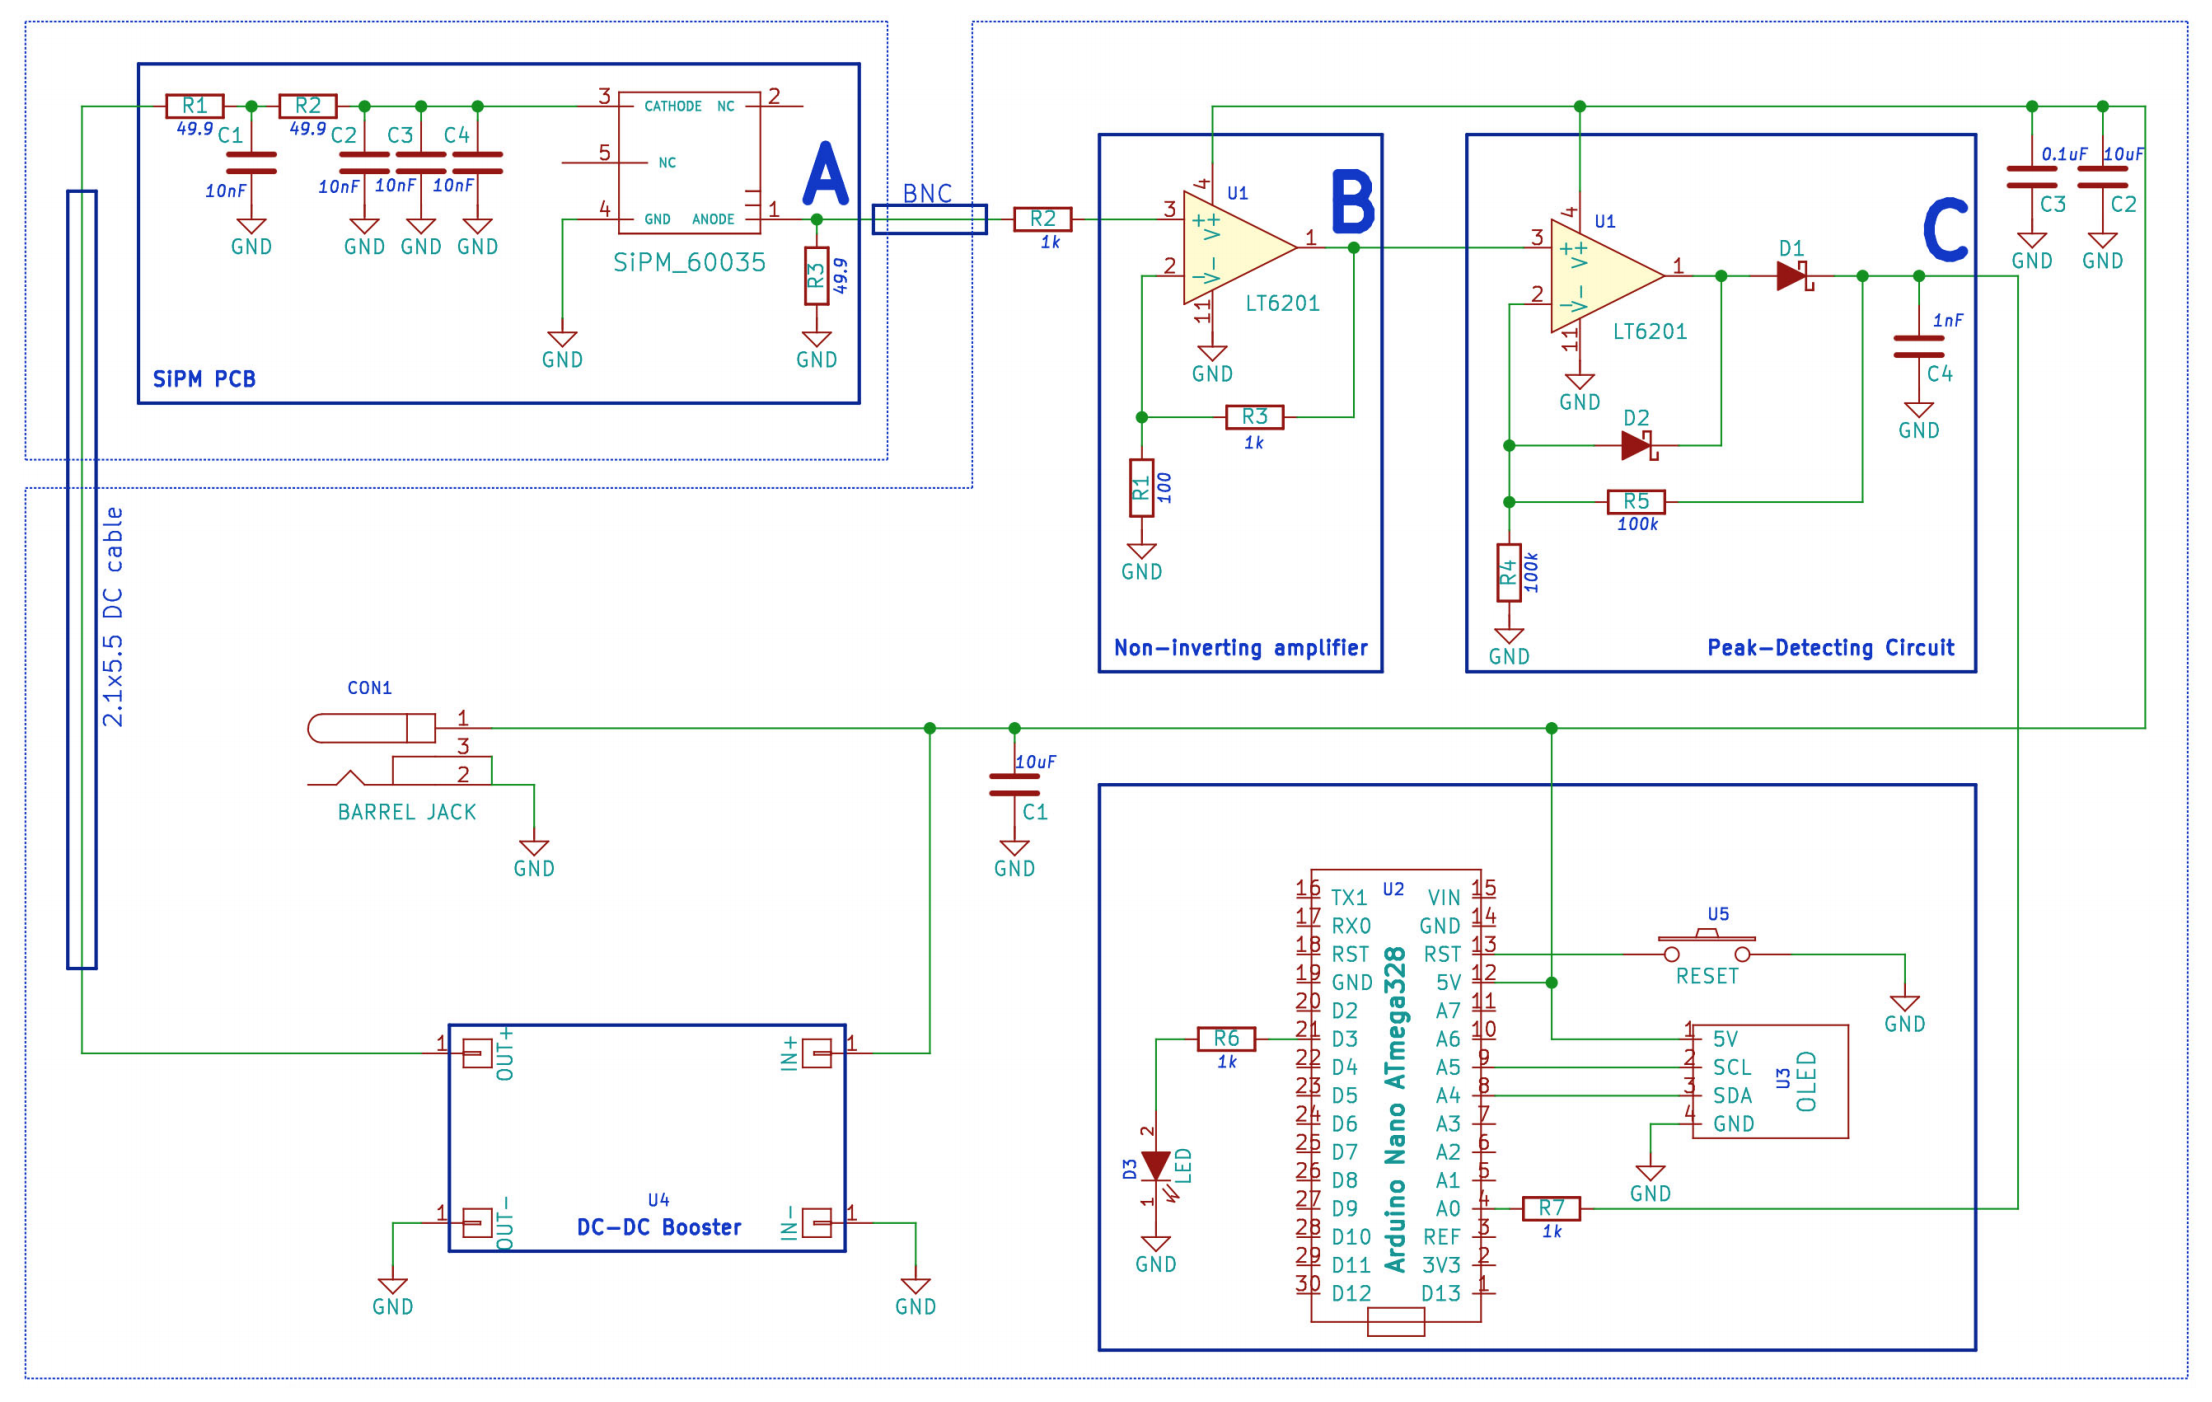 R1
49.9
C1
10nF
GND
R2
49.9
C2
10nF
GND
C3
10nF
GND
C4
10nF
GND
3
CATHODE
NC
2
5
NC
4
GND
ANODE
1
SiPM_60035
GND
A
R3
49.9
GND
SiPM PCB
BNC
R2
1k
B
U1
3
+
V+
4
2
-
V-
11
1
LT6201
GND
R3
1k
R1
100
GND
Non-inverting amplifier
C
U1
3
+
V+
4
2
-
V-
11
1
LT6201
GND
D1
D2
R5
100k
R4
100k
GND
1nF
C4
GND
Peak-Detecting Circuit
0.1uF
C3
GND
10uF
C2
GND
2.1x5.5 DC cable
CON1
1
3
2
BARREL JACK
GND
10uF
C1
GND
1
OUT+
IN+
1
1
OUT-
IN-
1
U4
DC-DC Booster
GND
GND
U2
Arduino Nano ATmega328
16 TX1 VIN 15
17 RX0 GND 14
18 RST RST 13
19 GND 5V 12
20 D2 A7 11
21 D3 A6 10
22 D4 A5 9
23 D5 A4 8
24 D6 A3 7
25 D7 A2 6
26 D8 A1 5
27 D9 A0 4
28 D10 REF 3
29 D11 3V3 2
30 D12 D13 1
R6
1k
2
D3
LED
1
GND
U5
RESET
GND
1 5V
2 SCL
3 SDA
4 GND
U3
OLED
GND
R7
1k